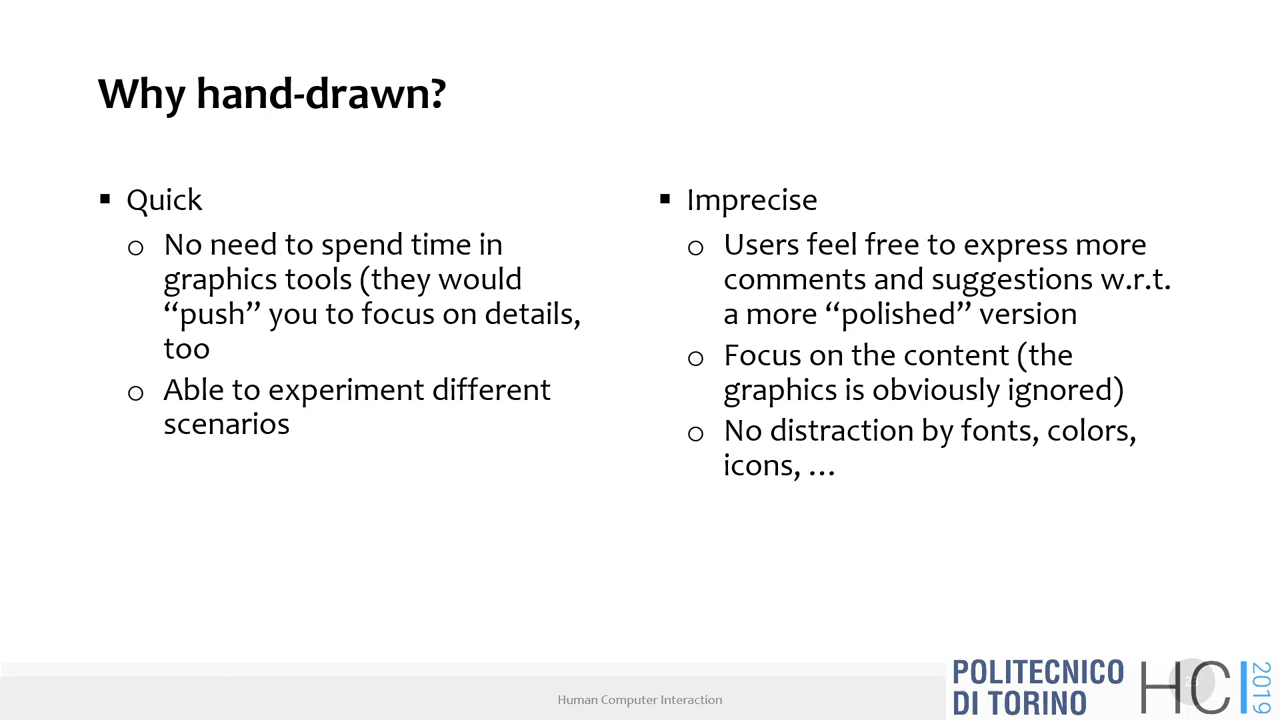 Why hand-drawn?
▪ Quick
o No need to spend time in
graphics tools (they would
“push” you to focus on details,
too
o Able to experiment different
scenarios
▪ Imprecise
o Users feel free to express more
comments and suggestions w.r.t.
a more “polished” version
o Focus on the content (the
graphics is obviously ignored)
o No distraction by fonts, colors,
icons, …
Human Computer Interaction
POLITECNICO
DI TORINO
HCI
2019